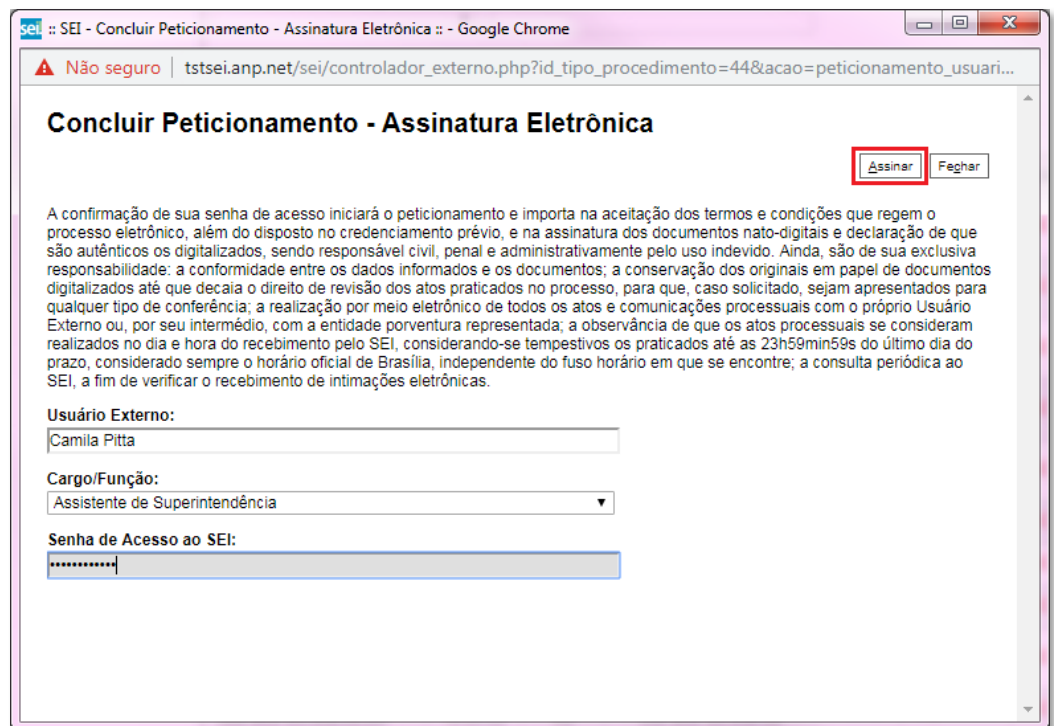 sei. :: SEI - Concluir Peticionamento - Assinatura Eletrônica :: - Google Chrome
Não seguro | tstsei.anp.net/sei/controlador_externo.php?id_tipo_procedimento=44&acao=peticionamento_usuari...
Concluir Peticionamento - Assinatura Eletrônica
Assinar Fechar
A confirmação de sua senha de acesso iniciará o peticionamento e importa na aceitação dos termos e condições que regem o
processo eletrônico, além do disposto no credenciamento prévio, e na assinatura dos documentos nato-digitais e declaração de que
são autênticos os digitalizados, sendo responsável civil, penal e administrativamente pelo uso indevido. Ainda, são de sua exclusiva
responsabilidade: a conformidade entre os dados informados e os documentos; a conservação dos originais em papel de documentos
digitalizados até que decaia o direito de revisão dos atos praticados no processo, para que, caso solicitado, sejam apresentados para
qualquer tipo de conferência; a realização por meio eletrônico de todos os atos e comunicações processuais com o próprio Usuário
Externo ou, por seu intermédio, com a entidade porventura representada; a observância de que os atos processuais se consideram
realizados no dia e hora do recebimento pelo SEI, considerando-se tempestivos os praticados até as 23h59min59s do último dia do
prazo, considerado sempre o horário oficial de Brasília, independente do fuso horário em que se encontre; a consulta periódica ao
SEI, a fim de verificar o recebimento de intimações eletrônicas.
Usuário Externo:
Camila Pitta
Cargo/Função:
Assistente de Superintendência
Senha de Acesso ao SEI:
••••••••••••